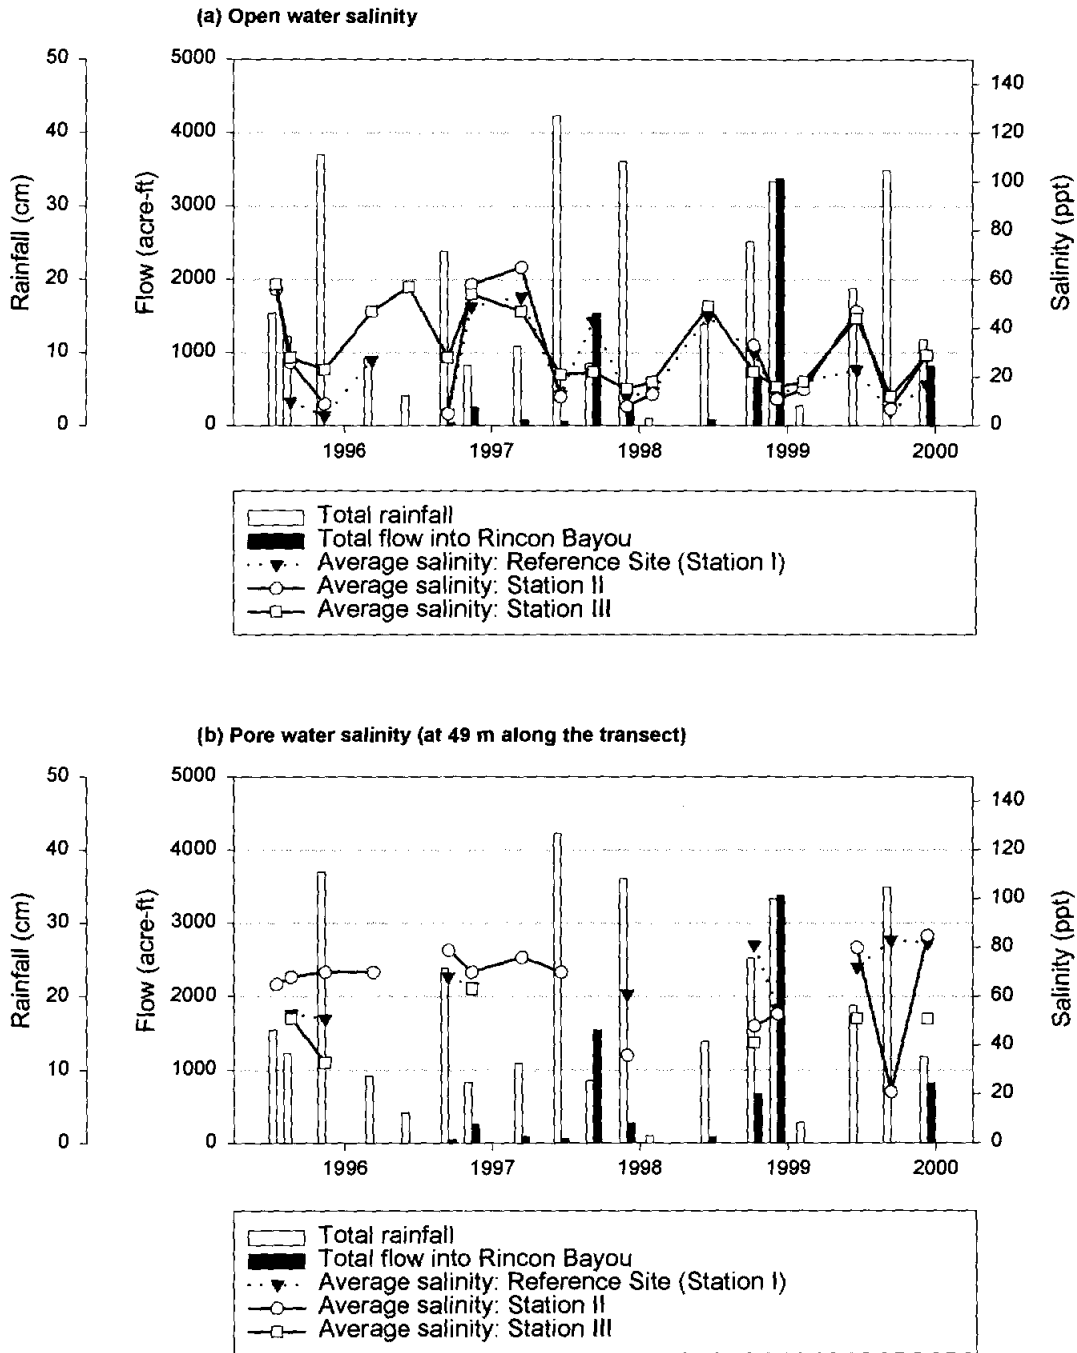 (a) Open water salinity
50 5000
140
40 4000 120
100
30 3000
80
20 2000 60
40
10 1000
20
0 0 0
Rainfall (cm)
Flow (acre-ft)
Salinity (ppt)
1996 1997 1998 1999 2000
Total rainfall
Total flow into Rincon Bayou
Average salinity: Reference Site (Station I)
Average salinity: Station II
Average salinity: Station III
(b) Pore water salinity (at 49 m along the transect)
50 5000
140
40 4000 120
100
30 3000
80
20 2000 60
40
10 1000
20
0 0 0
Rainfall (cm)
Flow (acre-ft)
Salinity (ppt)
1996 1997 1998 1999 2000
Total rainfall
Total flow into Rincon Bayou
Average salinity: Reference Site (Station I)
Average salinity: Station II
Average salinity: Station III